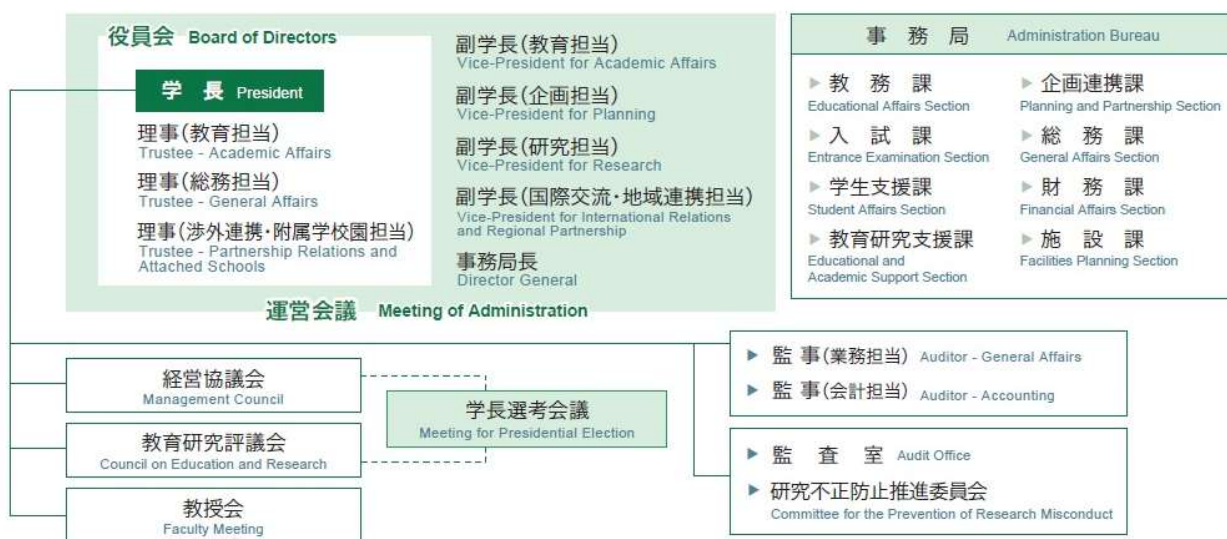 役員会 Board of Directors
学 長 President
理事(教育担当)
Trustee - Academic Affairs
理事(総務担当)
Trustee - General Affairs
理事(渉外連携・附属学校園担当)
Trustee - Partnership Relations and
Attached Schools
副学長(教育担当)
Vice-President for Academic Affairs
副学長(企画担当)
Vice-President for Planning
副学長(研究担当)
Vice-President for Research
副学長(国際交流・地域連携担当)
Vice-President for International Relations
and Regional Partnership
事務局長
Director General
運営会議 Meeting of Administration
事 務 局 Administration Bureau
教 務 課
Educational Affairs Section
入 試 課
Entrance Examination Section
学生支援課
Student Affairs Section
教育研究支援課
Educational and
Academic Support Section
企画連携課
Planning and Partnership Section
総 務 課
General Affairs Section
財 務 課
Financial Affairs Section
施 設 課
Facilities Planning Section
経営協議会
Management Council
教育研究評議会
Council on Education and Research
教授会
Faculty Meeting
学長選考会議
Meeting for Presidential Election
監 事(業務担当) Auditor - General Affairs
監 事(会計担当) Auditor - Accounting
監 査 室 Audit Office
研究不正防止推進委員会
Committee for the Prevention of Research Misconduct